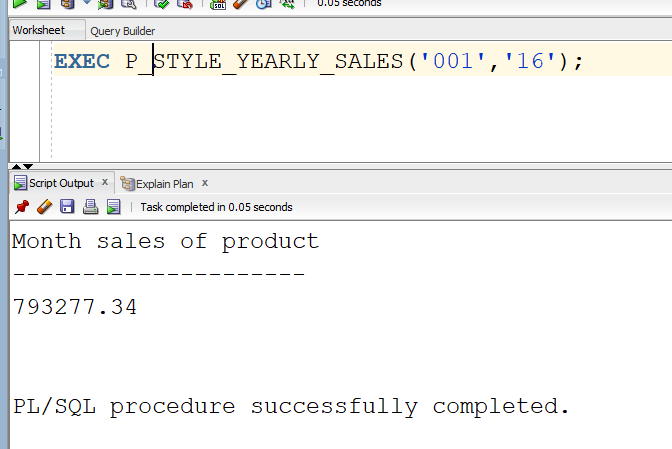 0.05 seconds
Worksheet Query Builder
EXEC P_STYLE_YEARLY_SALES('001','16');
Script Output x Explain Plan x
Task completed in 0.05 seconds
Month sales of product
---------------------
793277.34
PL/SQL procedure successfully completed.